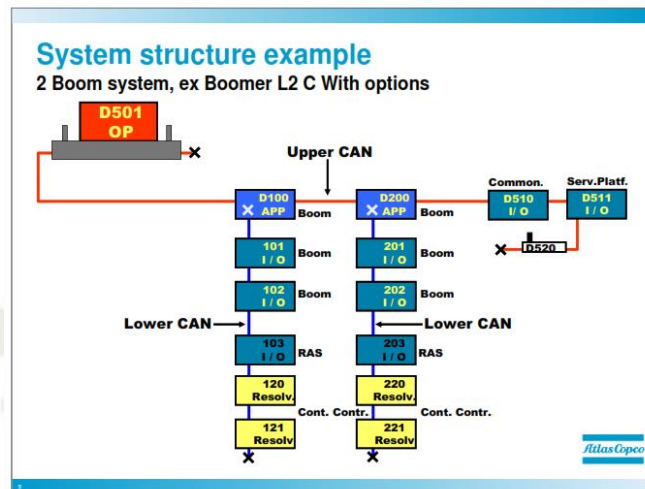 System structure example
2 Boom system, ex Boomer L2 C With options
D501
OP
Upper CAN
Common.
Serv.Platf.
D100
APP
Boom
D200
APP
Boom
D510
I/ O
D511
I / O
D520
101
I / O
Boom
201
I / O
Boom
102
I / O
Boom
202
I / O
Boom
Lower CAN
Lower CAN
103
I / O
RAS
203
I / O
RAS
120
Resolv.
220
Resolv.
Cont. Contr.
Cont. Contr.
121
Resolv
221
Resolv
Atlas Copco